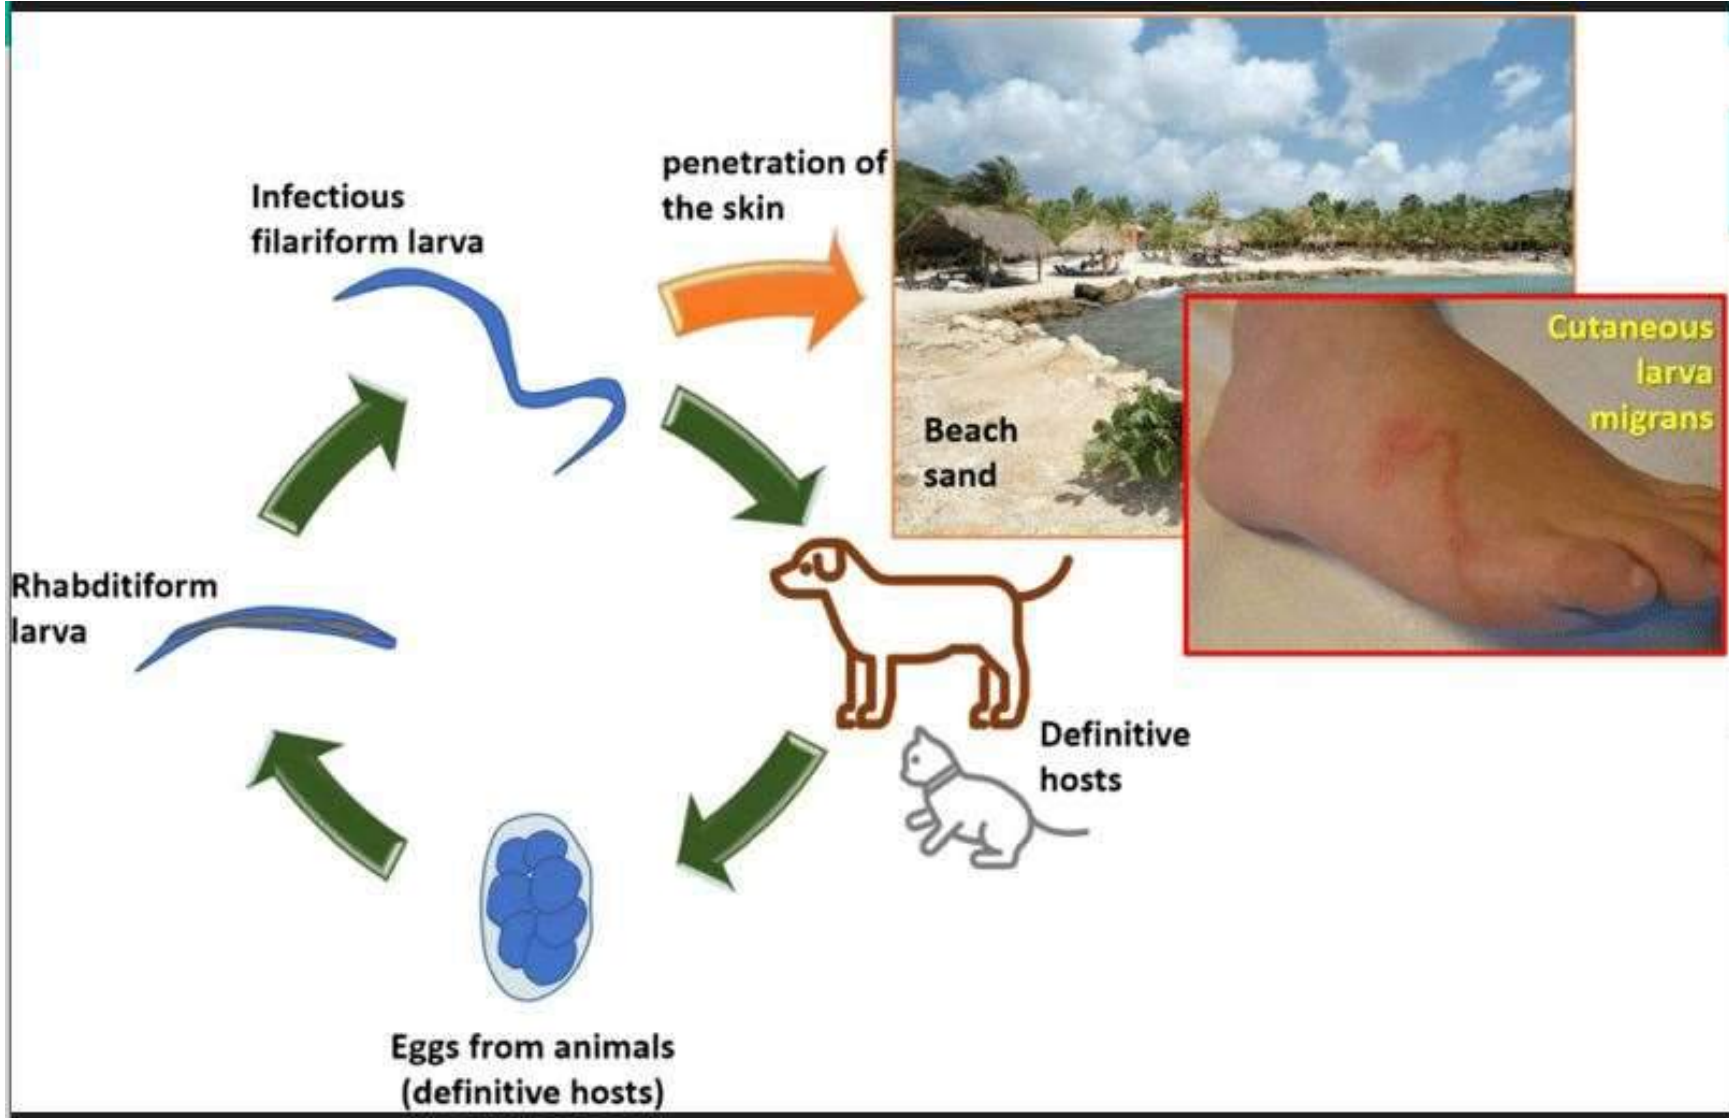 Infectious
filariform larva
penetration of
the skin
Cutaneous
larva
migrans
Beach
sand
Rhabditiform
larva
Definitive
hosts
Eggs from animals
(definitive hosts)